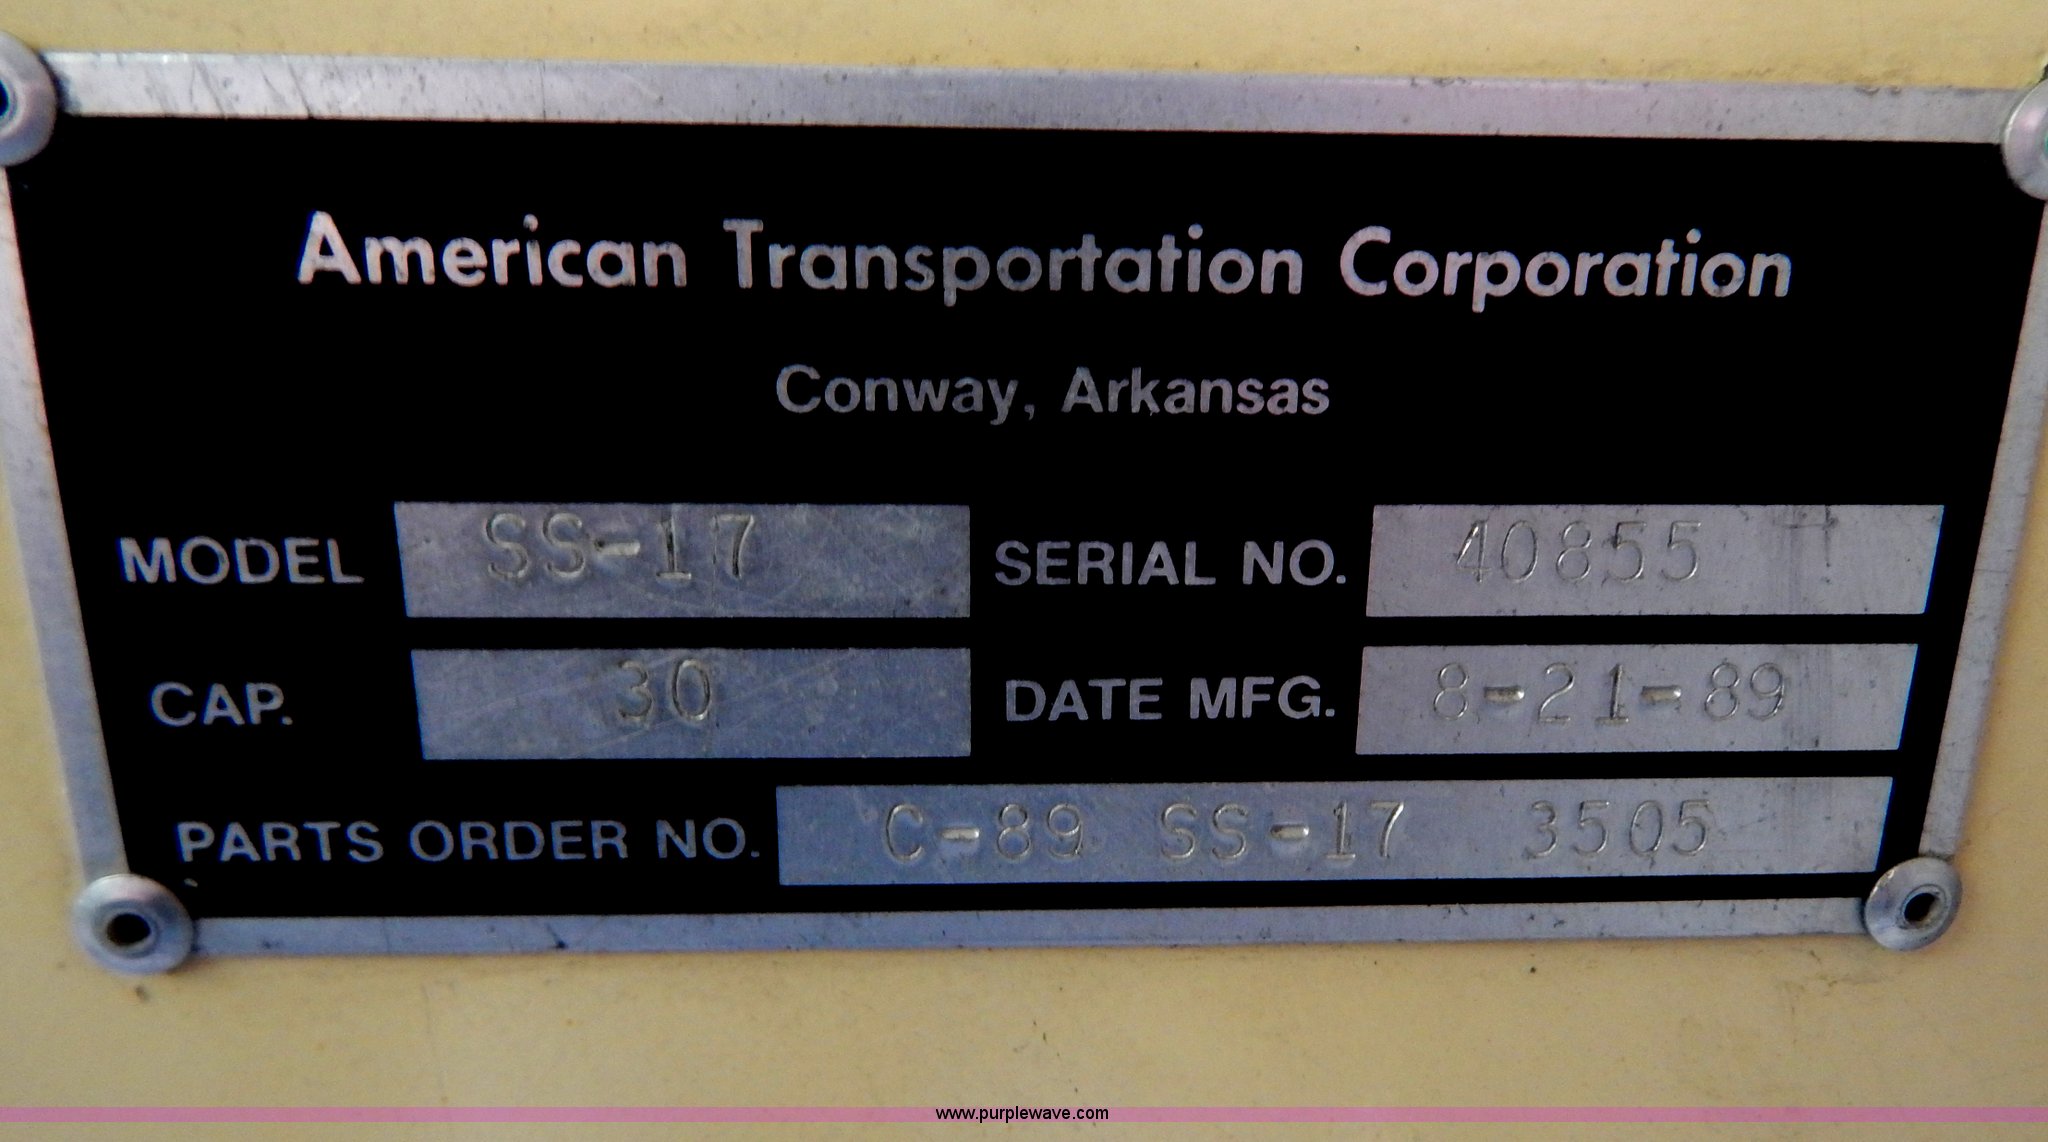 American Transportation Corporation
Conway, Arkansas
MODEL SS-17 SERIAL NO. 40855
CAP. 30 DATE MFG. 8-21-89
PARTS ORDER NO. C-89 SS-17 3505
www.purplewave.com